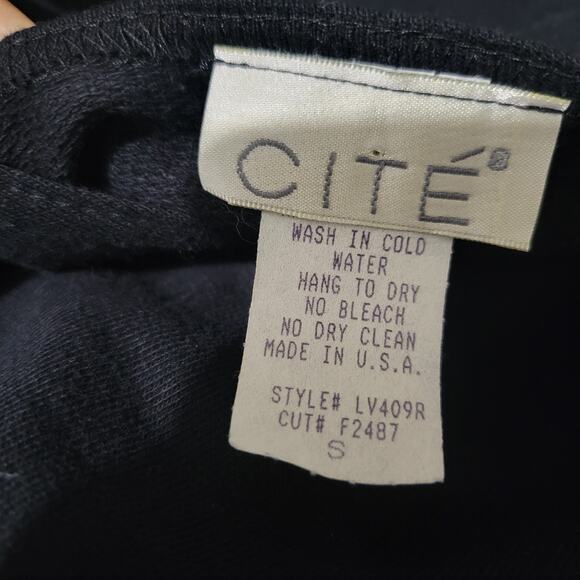 CITÉ®
WASH IN COLD
WATER
HANG TO DRY
NO BLEACH
NO DRY CLEAN
MADE IN U.S.A.
STYLE# LV409R
CUT# F2487
S